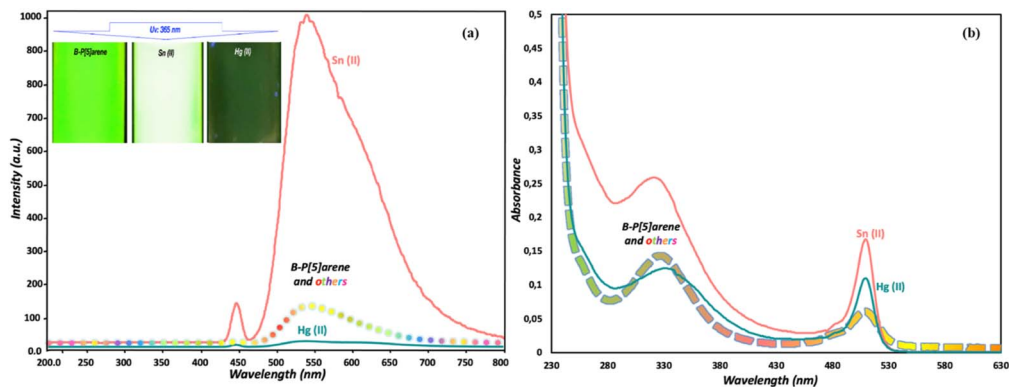 Uv: 365 nm
B-P[5]arene Sn (II) Hg (II)
(a)
Sn (II)
B-P[5]arene
and others
Hg (II)
Intensity (a.u.)
1000
900
800
700
600
500
400
300
200
100
0.0
200.0 250 300 350 400 450 500 550 600 650 700 750 800
Wavelength (nm)
(b)
B-P[5]arene
and others
Sn (II)
Hg (II)
Absorbance
0,5
0,45
0,4
0,35
0,3
0,25
0,2
0,15
0,1
0,05
0
230 280 330 380 430 480 530 580 630
Wavelength (nm)